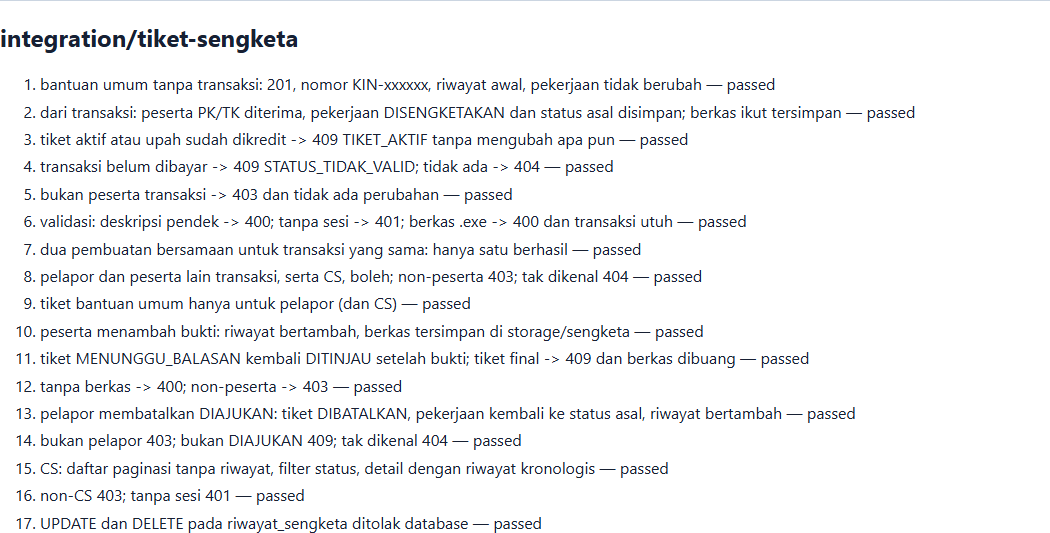 integration/tiket-sengketa
1. bantuan umum tanpa transaksi: 201, nomor KIN-xxxxxx, riwayat awal, pekerjaan tidak berubah — passed
2. dari transaksi: peserta PK/TK diterima, pekerjaan DISENGKETAKAN dan status asal disimpan; berkas ikut tersimpan — passed
3. tiket aktif atau upah sudah dikredit -> 409 TIKET_AKTIF tanpa mengubah apa pun — passed
4. transaksi belum dibayar -> 409 STATUS_TIDAK_VALID; tidak ada -> 404 — passed
5. bukan peserta transaksi -> 403 dan tidak ada perubahan — passed
6. validasi: deskripsi pendek -> 400; tanpa sesi -> 401; berkas .exe -> 400 dan transaksi utuh — passed
7. dua pembuatan bersamaan untuk transaksi yang sama: hanya satu berhasil — passed
8. pelapor dan peserta lain transaksi, serta CS, boleh; non-peserta 403; tak dikenal 404 — passed
9. tiket bantuan umum hanya untuk pelapor (dan CS) — passed
10. peserta menambah bukti: riwayat bertambah, berkas tersimpan di storage/sengketa — passed
11. tiket MENUNGGU_BALASAN kembali DITINJAU setelah bukti; tiket final -> 409 dan berkas dibuang — passed
12. tanpa berkas -> 400; non-peserta -> 403 — passed
13. pelapor membatalkan DIAJUKAN: tiket DIBATALKAN, pekerjaan kembali ke status asal, riwayat bertambah — passed
14. bukan pelapor 403; bukan DIAJUKAN 409; tak dikenal 404 — passed
15. CS: daftar paginasi tanpa riwayat, filter status, detail dengan riwayat kronologis — passed
16. non-CS 403; tanpa sesi 401 — passed
17. UPDATE dan DELETE pada riwayat_sengketa ditolak database — passed